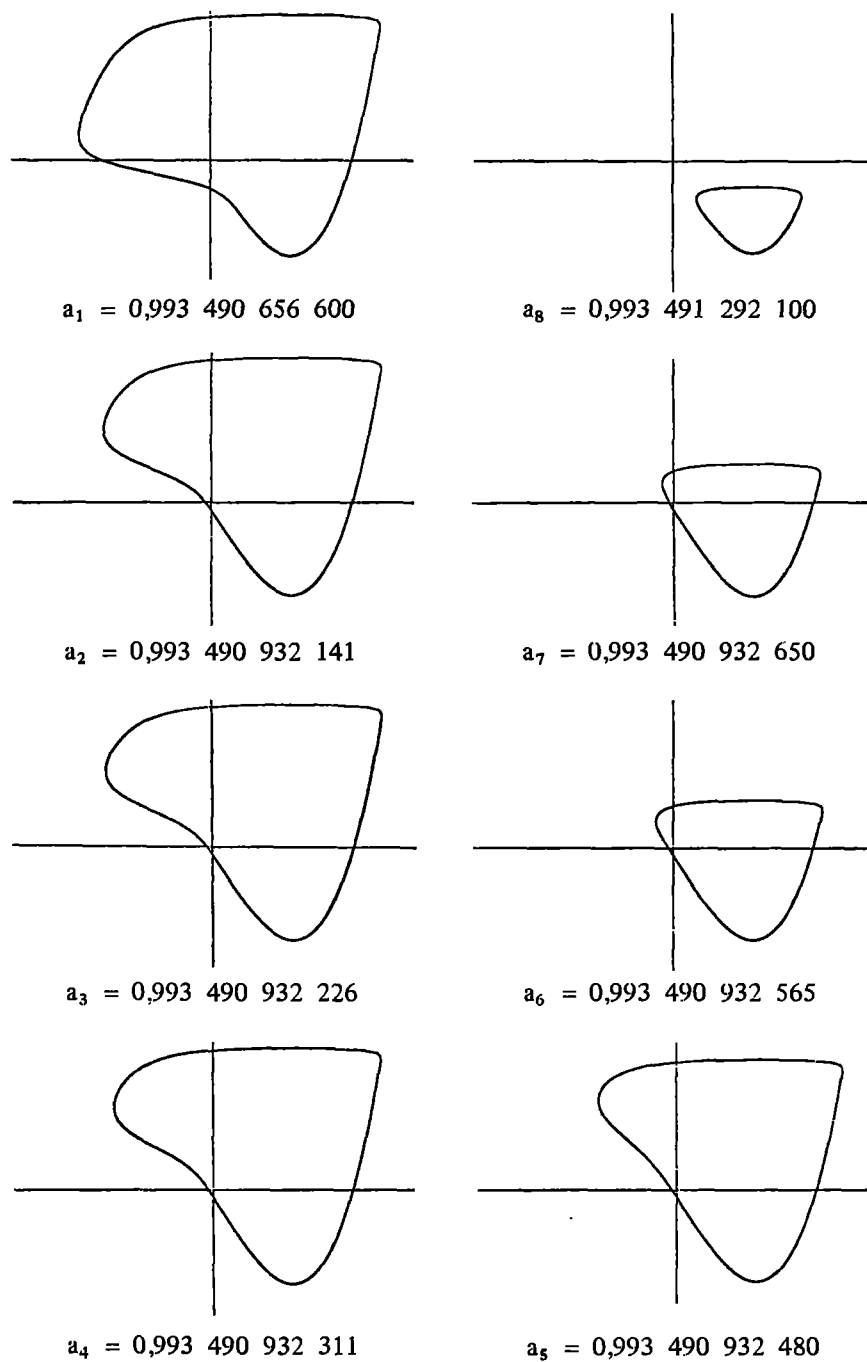 a₁ = 0,993 490 656 600
a₈ = 0,993 491 292 100
a₂ = 0,993 490 932 141
a₇ = 0,993 490 932 650
a₃ = 0,993 490 932 226
a₆ = 0,993 490 932 565
a₄ = 0,993 490 932 311
a₅ = 0,993 490 932 480